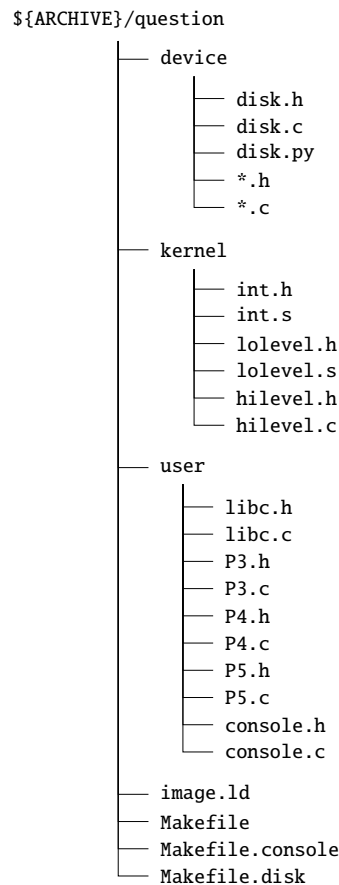 ${ARCHIVE}/question
device
disk.h
disk.c
disk.py
*.h
*.c
kernel
int.h
int.s
lolevel.h
lolevel.s
hilevel.h
hilevel.c
user
libc.h
libc.c
P3.h
P3.c
P4.h
P4.c
P5.h
P5.c
console.h
console.c
image.ld
Makefile
Makefile.console
Makefile.disk